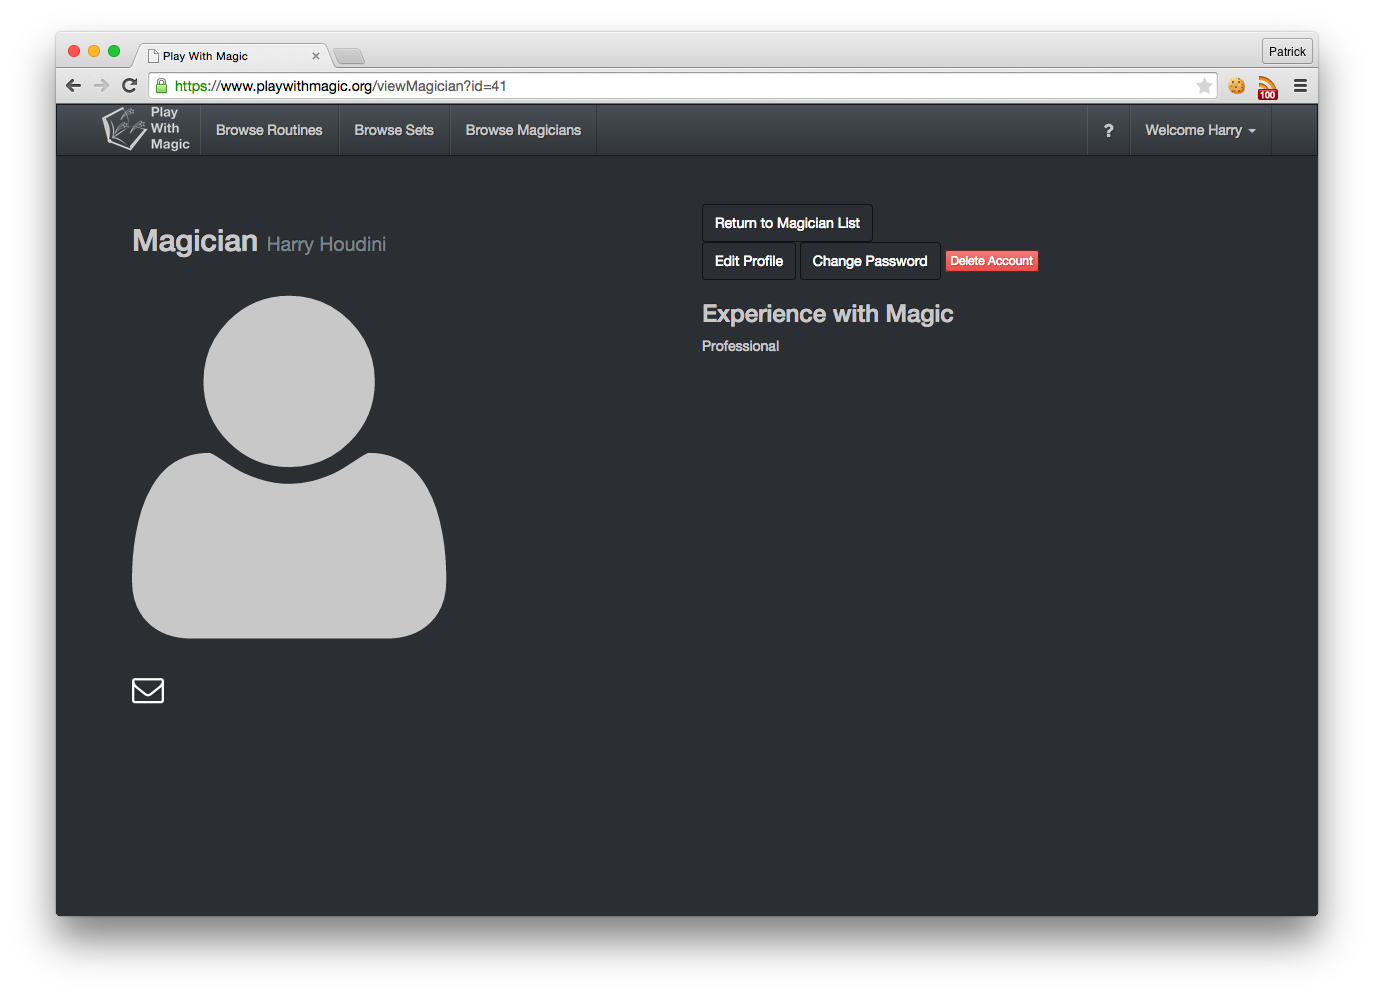 Play With Magic
Patrick
https://www.playwithmagic.org/viewMagician?id=41
100
Play
With
Magic
Browse Routines
Browse Sets
Browse Magicians
?
Welcome Harry
Magician Harry Houdini
Return to Magician List
Edit Profile
Change Password
Delete Account
Experience with Magic
Professional